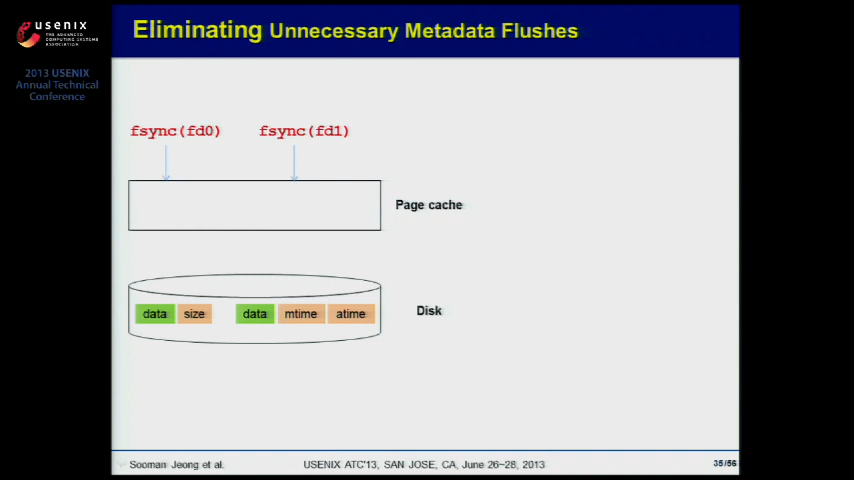 usenix
THE ADVANCED
COMPUTING SYSTEMS
ASSOCIATION
2013 USENIX
Annual Technical
Conference
Eliminating Unnecessary Metadata Flushes
fsync(fd0) fsync(fd1)
Page cache
data size data mtime atime
Disk
Sooman Jeong et al. USENIX ATC'13, SAN JOSE, CA, June 26~28, 2013 35/56